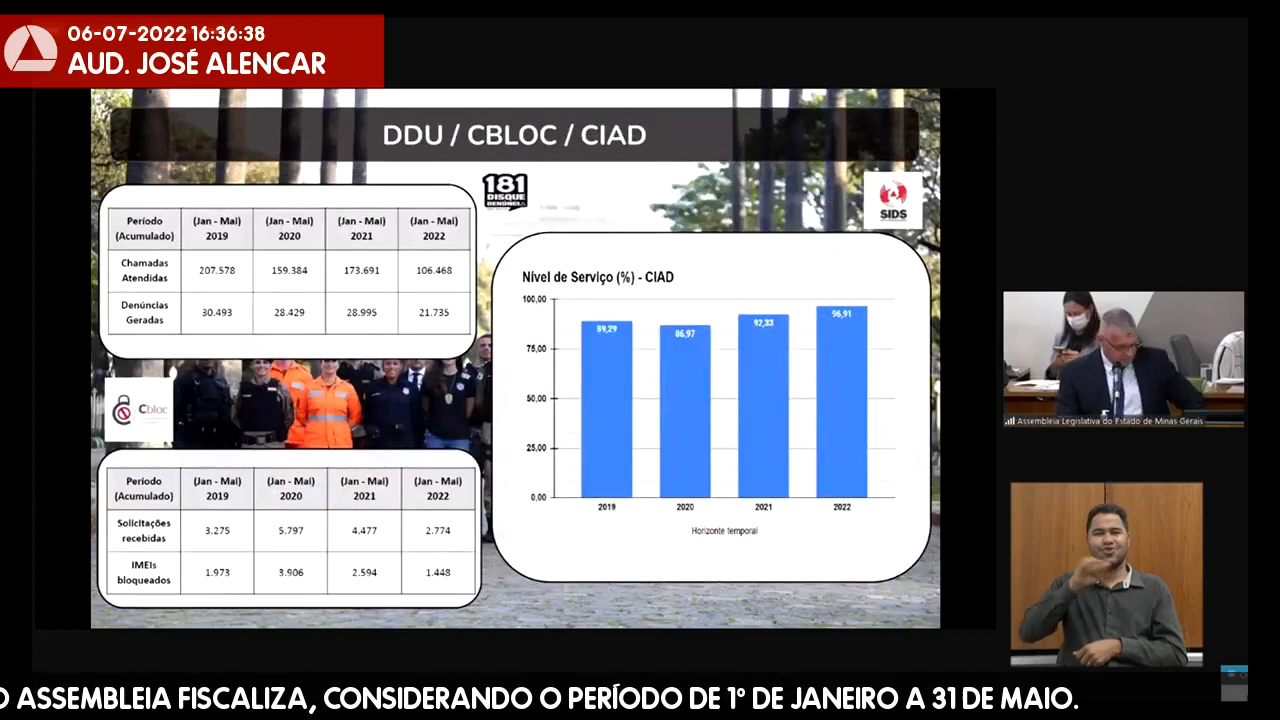 06-07-2022 16:36:38
AUD. JOSÉ ALENCAR
DDU / CBLOC / CIAD
181
DISQUE
DENÚNCIA
SIDS
Período (Acumulado) (Jan - Mai) 2019 (Jan - Mai) 2020 (Jan - Mai) 2021 (Jan - Mai) 2022
Chamadas Atendidas 207.578 159.384 173.691 106.468
Denúncias Geradas 30.493 28.429 28.995 21.735
Cbloc
Período (Acumulado) (Jan - Mai) 2019 (Jan - Mai) 2020 (Jan - Mai) 2021 (Jan - Mai) 2022
Solicitações recebidas 3.275 5.797 4.477 2.774
IMEIs bloqueados 1.973 3.906 2.594 1.448
Nível de Serviço (%) - CIAD
100,00
75,00
50,00
25,00
0,00
89,29 86,97 92,33 96,91
2019 2020 2021 2022
Horizonte temporal
Assembleia Legislativa do Estado de Minas Gerais
O ASSEMBLEIA FISCALIZA, CONSIDERANDO O PERÍODO DE 1º DE JANEIRO A 31 DE MAIO.